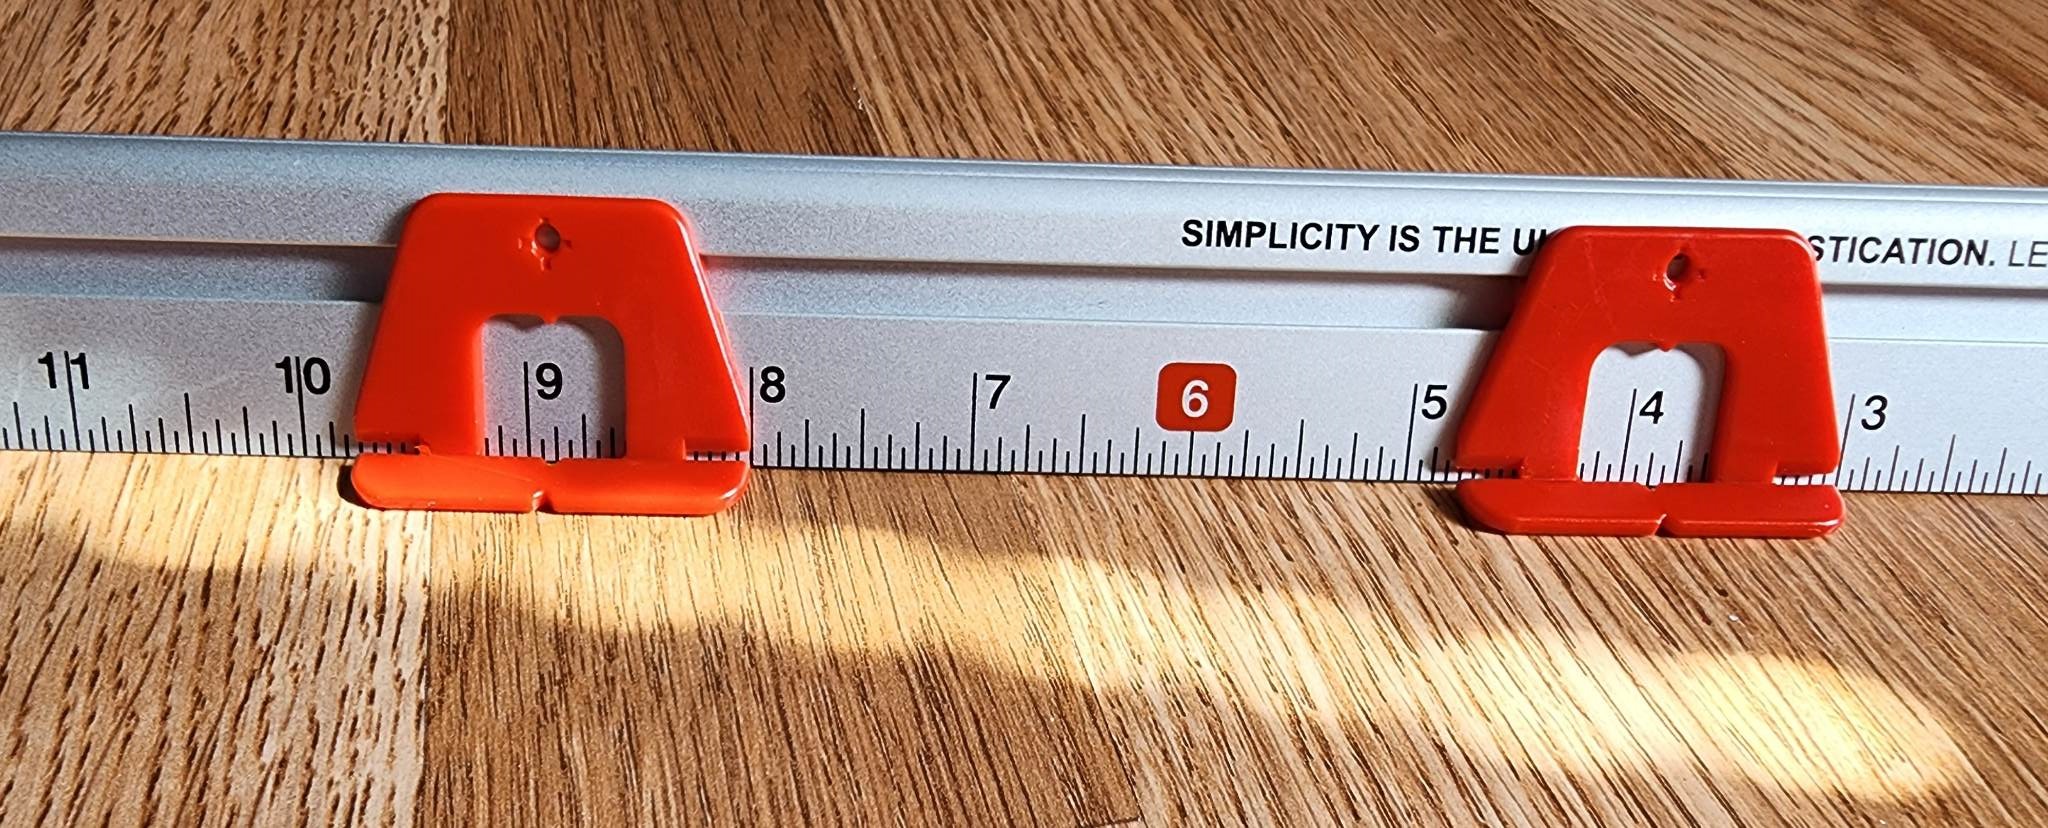 SIMPLICITY IS THE STICATION. LE
11 10 9 8 7 6 5 4 3